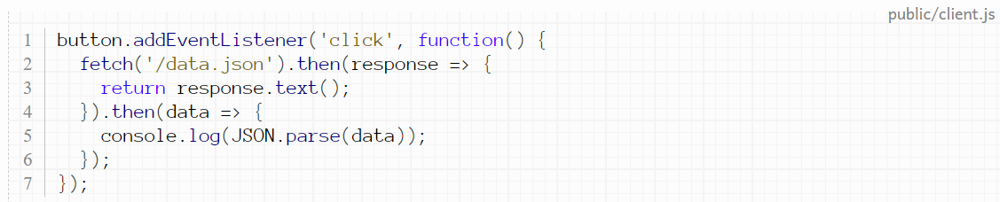 public/client.js
1 button.addEventListener('click', function() {
2   fetch('/data.json').then(response => {
3     return response.text();
4   }).then(data => {
5     console.log(JSON.parse(data));
6   });
7 });